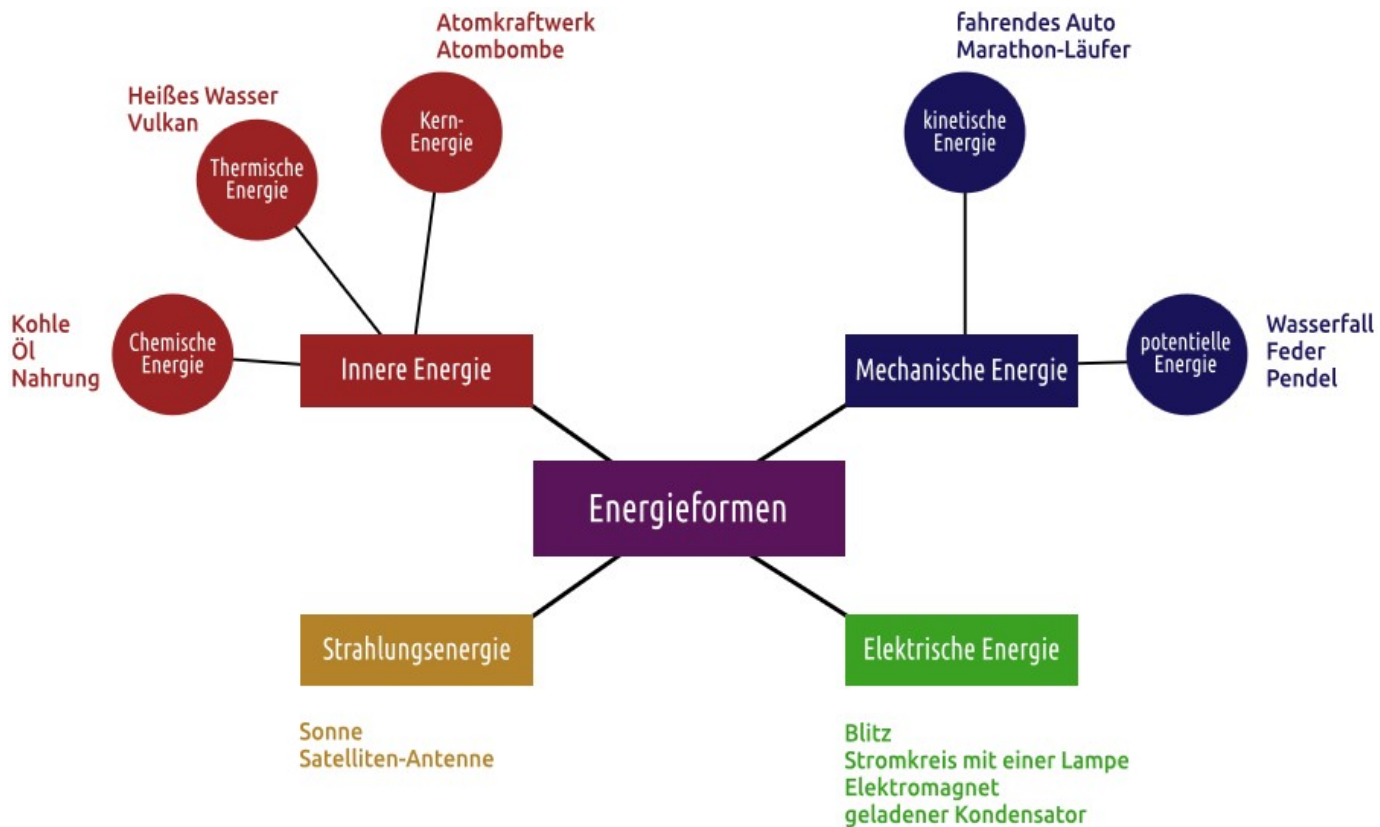 Atomkraftwerk
Atombombe
fahrendes Auto
Marathon-Läufer
Heißes Wasser
Vulkan
Kern-
Energie
kinetische
Energie
Thermische
Energie
Kohle
Öl
Nahrung
Chemische
Energie
Innere Energie
Mechanische Energie
potentielle
Energie
Wasserfall
Feder
Pendel
Energieformen
Strahlungsenergie
Elektrische Energie
Sonne
Satelliten-Antenne
Blitz
Stromkreis mit einer Lampe
Elektromagnet
geladener Kondensator